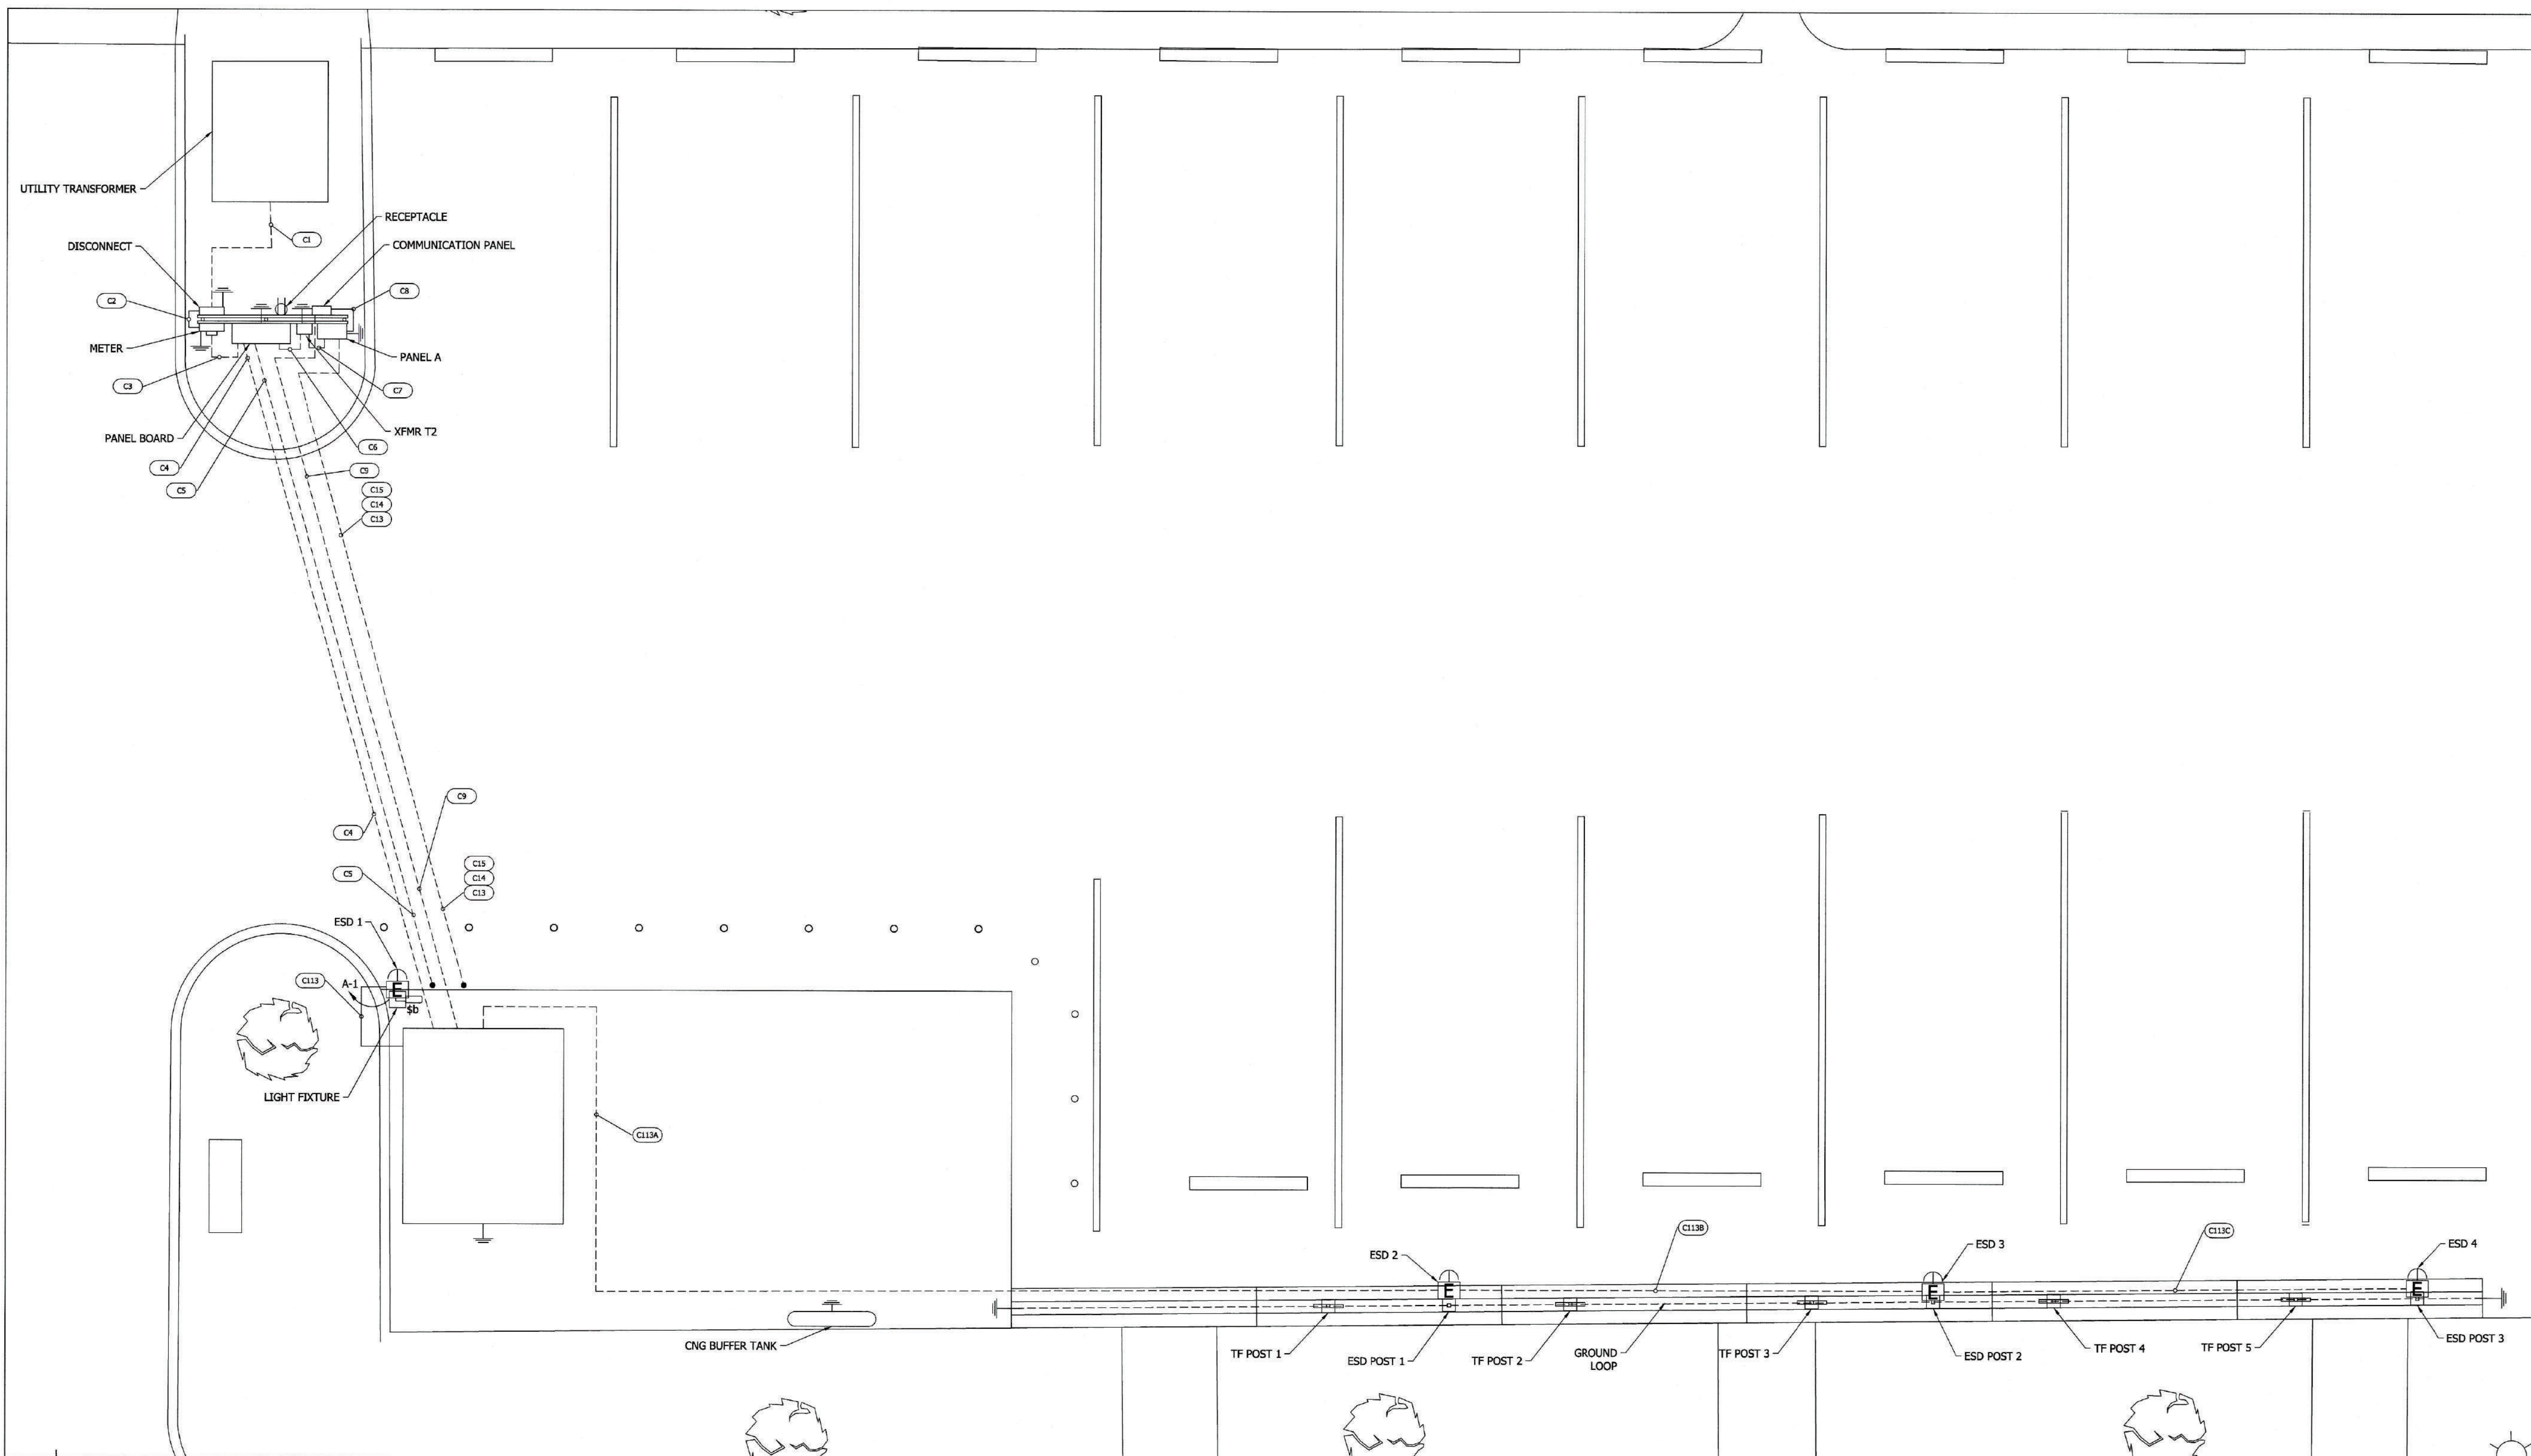 UTILITY TRANSFORMER
RECEPTACLE
C1
DISCONNECT
COMMUNICATION PANEL
C2
C8
METER
PANEL A
C3
C7
PANEL BOARD
XFMR T2
C6
C4
C9
C5
C15
C14
C13
C9
C4
C15
C5
C14
C13
ESD 1
C113
A-1
E
E
$b
LIGHT FIXTURE
C113A
C113B
C113C
ESD 2
ESD 3
ESD 4
E
E
E
CNG BUFFER TANK
TF POST 1
ESD POST 1
TF POST 2
GROUND
LOOP
TF POST 3
ESD POST 2
TF POST 4
TF POST 5
ESD POST 3